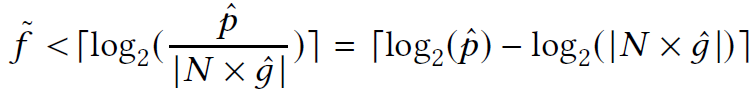 f̃ < ⌈log₂(p̂ / |N × ĝ|)⌉ = ⌈log₂(p̂) − log₂(|N × ĝ|)⌉